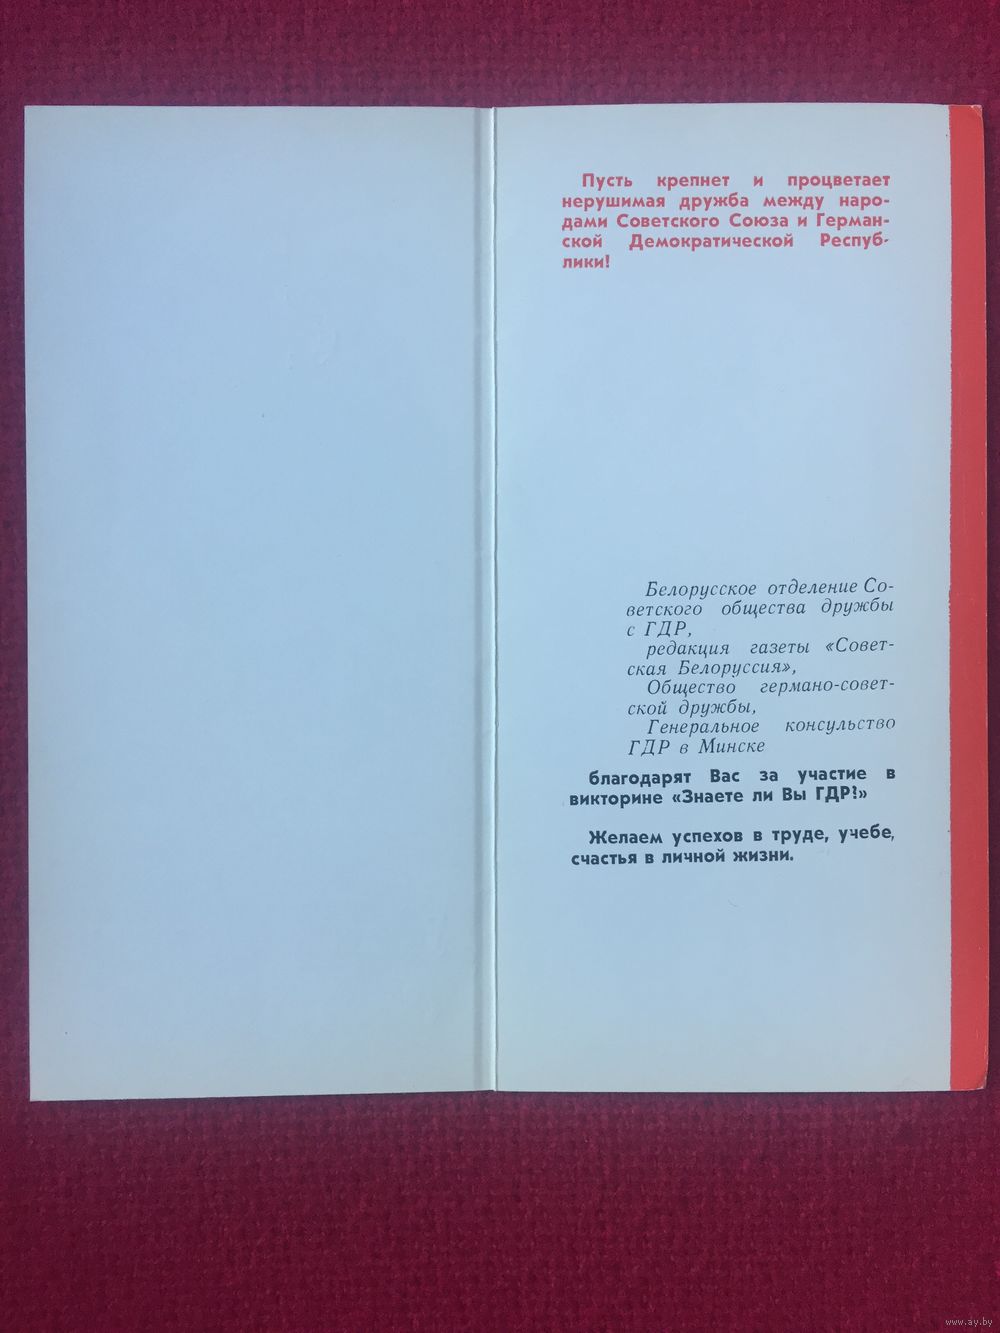 Пусть крепнет и процветает
нерушимая дружба между наро-
дами Советского Союза и Герман-
ской Демократической Респуб-
лики!
Белорусское отделение Со-
ветского общества дружбы
с ГДР,
редакция газеты «Совет-
ская Белоруссия»,
Общество германо-совет-
ской дружбы,
Генеральное консульство
ГДР в Минске
благодарят Вас за участие в
викторине «Знаете ли Вы ГДР?»
Желаем успехов в труде, учебе,
счастья в личной жизни.
www.ay.by